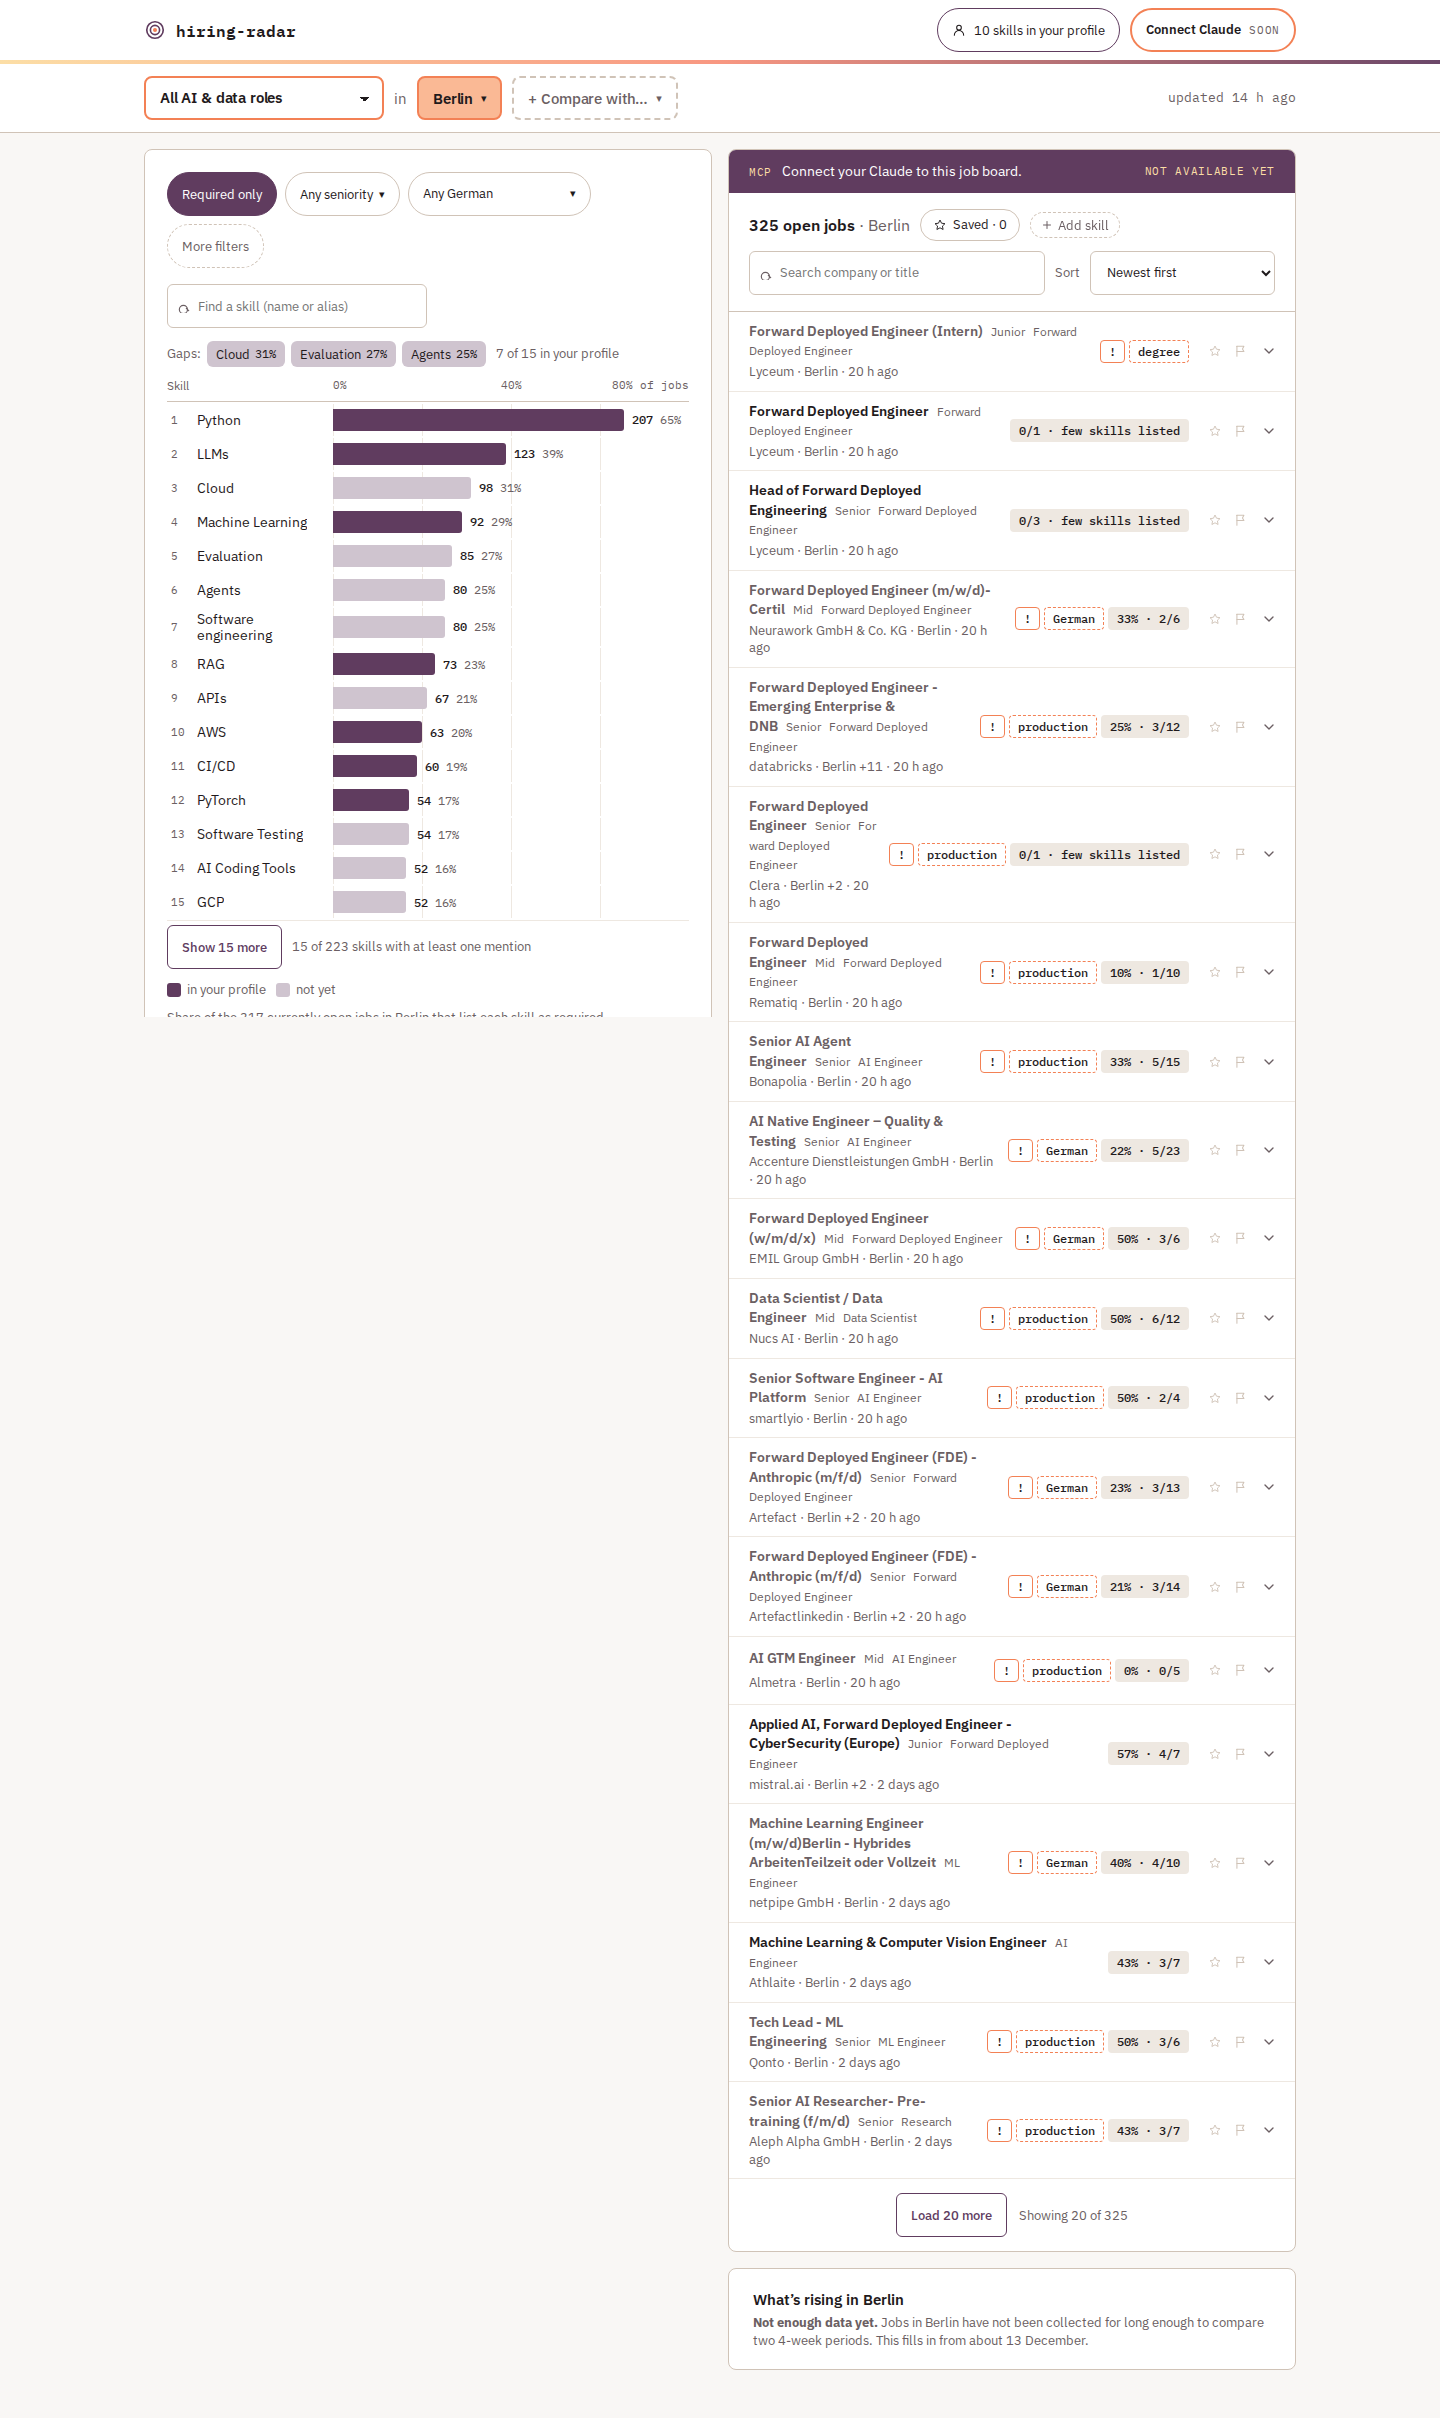 hiring-radar
10 skills in your profile
Connect Claude SOON
All AI & data roles
in
Berlin
+ Compare with...
updated 14 h ago
Required only
Any seniority
Any German
More filters
Find a skill (name or alias)
Gaps: Cloud 31% Evaluation 27% Agents 25% 7 of 15 in your profile
Skill 0% 40% 80% of jobs
1 Python 207 65%
2 LLMs 123 39%
3 Cloud 98 31%
4 Machine Learning 92 29%
5 Evaluation 85 27%
6 Agents 80 25%
7 Software engineering 80 25%
8 RAG 73 23%
9 APIs 67 21%
10 AWS 63 20%
11 CI/CD 60 19%
12 PyTorch 54 17%
13 Software Testing 54 17%
14 AI Coding Tools 52 16%
15 GCP 52 16%
Show 15 more 15 of 223 skills with at least one mention
in your profile not yet
Share of the 317 currently open jobs in Berlin that list each skill as required
MCP Connect your Claude to this job board. NOT AVAILABLE YET
325 open jobs · Berlin Saved · 0 + Add skill
Search company or title Sort Newest first
Forward Deployed Engineer (Intern) Junior Forward
Deployed Engineer
Lyceum · Berlin · 20 h ago
! degree
Forward Deployed Engineer Forward
Deployed Engineer
Lyceum · Berlin · 20 h ago
0/1 · few skills listed
Head of Forward Deployed
Engineering Senior Forward Deployed
Engineer
Lyceum · Berlin · 20 h ago
0/3 · few skills listed
Forward Deployed Engineer (m/w/d)-
Certil Mid Forward Deployed Engineer
Neurawork GmbH & Co. KG · Berlin · 20 h
ago
! German 33% · 2/6
Forward Deployed Engineer -
Emerging Enterprise &
DNB Senior Forward Deployed
Engineer
databricks · Berlin +11 · 20 h ago
! production 25% · 3/12
Forward Deployed
Engineer Senior For
ward Deployed
Engineer
Clera · Berlin +2 · 20
h ago
! production 0/1 · few skills listed
Forward Deployed
Engineer Mid Forward Deployed
Engineer
Rematiq · Berlin · 20 h ago
! production 10% · 1/10
Senior AI Agent
Engineer Senior AI Engineer
Bonapolia · Berlin · 20 h ago
! production 33% · 5/15
AI Native Engineer – Quality &
Testing Senior AI Engineer
Accenture Dienstleistungen GmbH · Berlin
· 20 h ago
! German 22% · 5/23
Forward Deployed Engineer
(w/m/d/x) Mid Forward Deployed Engineer
EMIL Group GmbH · Berlin · 20 h ago
! German 50% · 3/6
Data Scientist / Data
Engineer Mid Data Scientist
Nucs AI · Berlin · 20 h ago
! production 50% · 6/12
Senior Software Engineer - AI
Platform Senior AI Engineer
smartlyio · Berlin · 20 h ago
! production 50% · 2/4
Forward Deployed Engineer (FDE) -
Anthropic (m/f/d) Senior Forward
Deployed Engineer
Artefact · Berlin +2 · 20 h ago
! German 23% · 3/13
Forward Deployed Engineer (FDE) -
Anthropic (m/f/d) Senior Forward
Deployed Engineer
Artefactlinkedin · Berlin +2 · 20 h ago
! German 21% · 3/14
AI GTM Engineer Mid AI Engineer
Almetra · Berlin · 20 h ago
! production 0% · 0/5
Applied AI, Forward Deployed Engineer -
CyberSecurity (Europe) Junior Forward Deployed
Engineer
mistral.ai · Berlin +2 · 2 days ago
57% · 4/7
Machine Learning Engineer
(m/w/d)Berlin - Hybrides
ArbeitenTeilzeit oder Vollzeit ML
Engineer
netpipe GmbH · Berlin · 2 days ago
! German 40% · 4/10
Machine Learning & Computer Vision Engineer AI
Engineer
Athlaite · Berlin · 2 days ago
43% · 3/7
Tech Lead - ML
Engineering Senior ML Engineer
Qonto · Berlin · 2 days ago
! production 50% · 3/6
Senior AI Researcher- Pre-
training (f/m/d) Senior Research
Aleph Alpha GmbH · Berlin · 2 days
ago
! production 43% · 3/7
Load 20 more Showing 20 of 325
What’s rising in Berlin
Not enough data yet. Jobs in Berlin have not been collected for long enough to compare
two 4-week periods. This fills in from about 13 December.